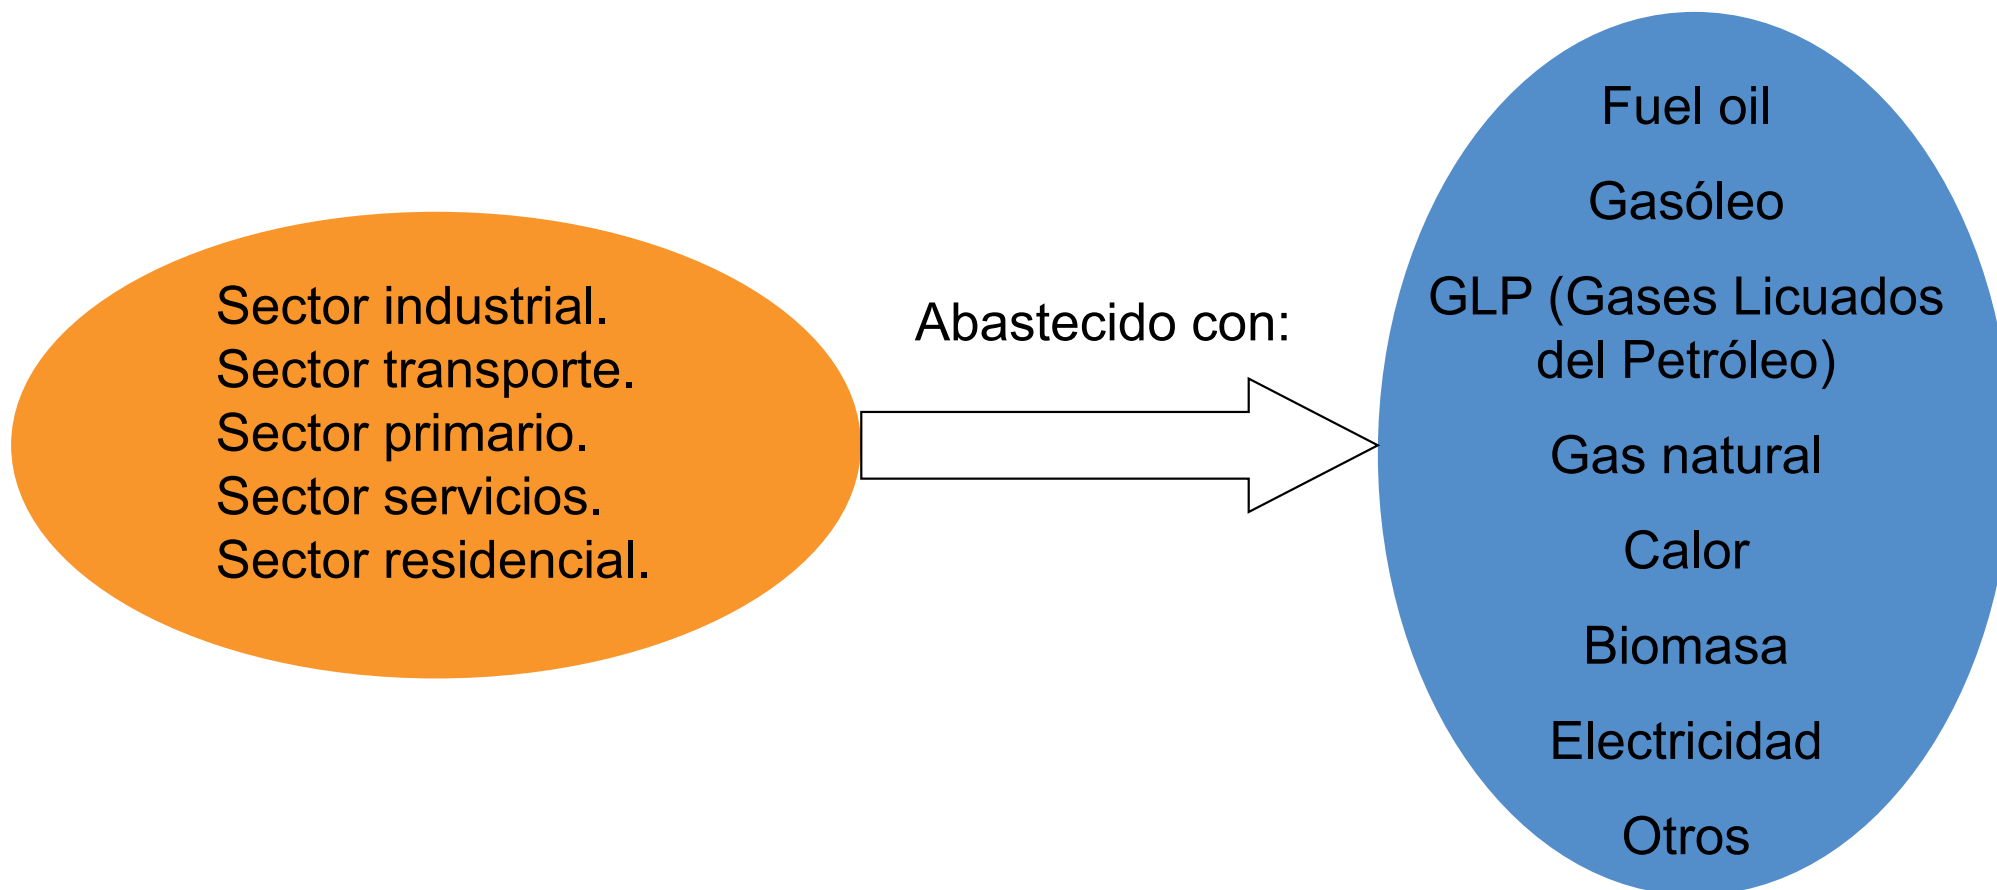 Sector industrial.
Sector transporte.
Sector primario.
Sector servicios.
Sector residencial.
Abastecido con:
Fuel oil
Gasóleo
GLP (Gases Licuados
del Petróleo)
Gas natural
Calor
Biomasa
Electricidad
Otros